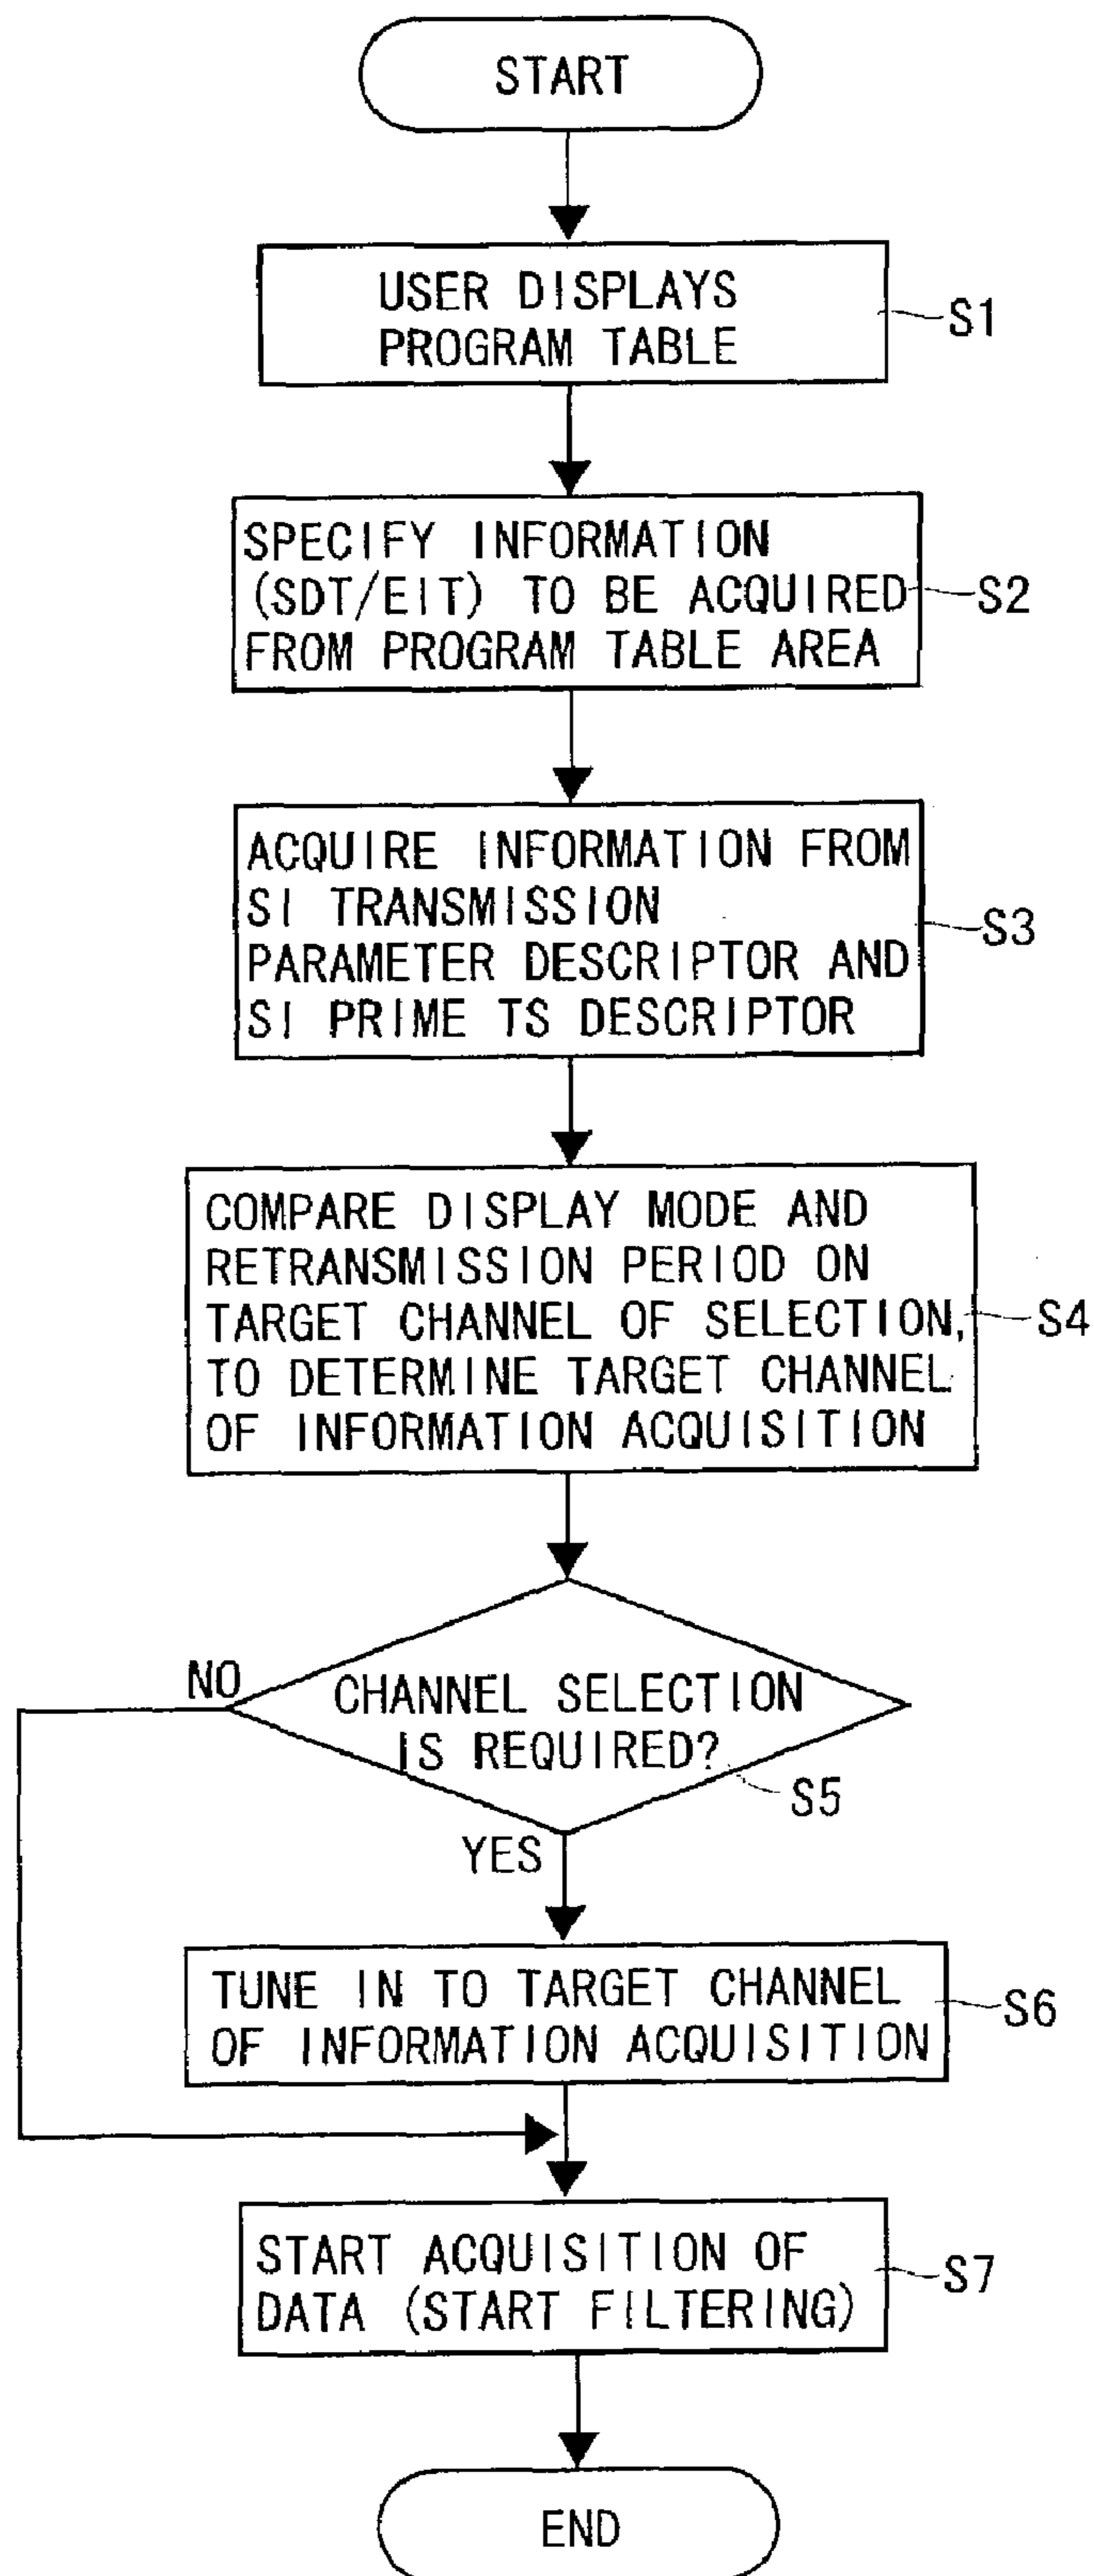 START
USER DISPLAYS
PROGRAM TABLE
S1
SPECIFY INFORMATION
(SDT/EIT) TO BE ACQUIRED
FROM PROGRAM TABLE AREA
S2
ACQUIRE INFORMATION FROM
SI TRANSMISSION
PARAMETER DESCRIPTOR AND
SI PRIME TS DESCRIPTOR
S3
COMPARE DISPLAY MODE AND
RETRANSMISSION PERIOD ON
TARGET CHANNEL OF SELECTION,
TO DETERMINE TARGET CHANNEL
OF INFORMATION ACQUISITION
S4
NO
CHANNEL SELECTION
IS REQUIRED?
S5
YES
TUNE IN TO TARGET CHANNEL
OF INFORMATION ACQUISITION
S6
START ACQUISITION OF
DATA (START FILTERING)
S7
END